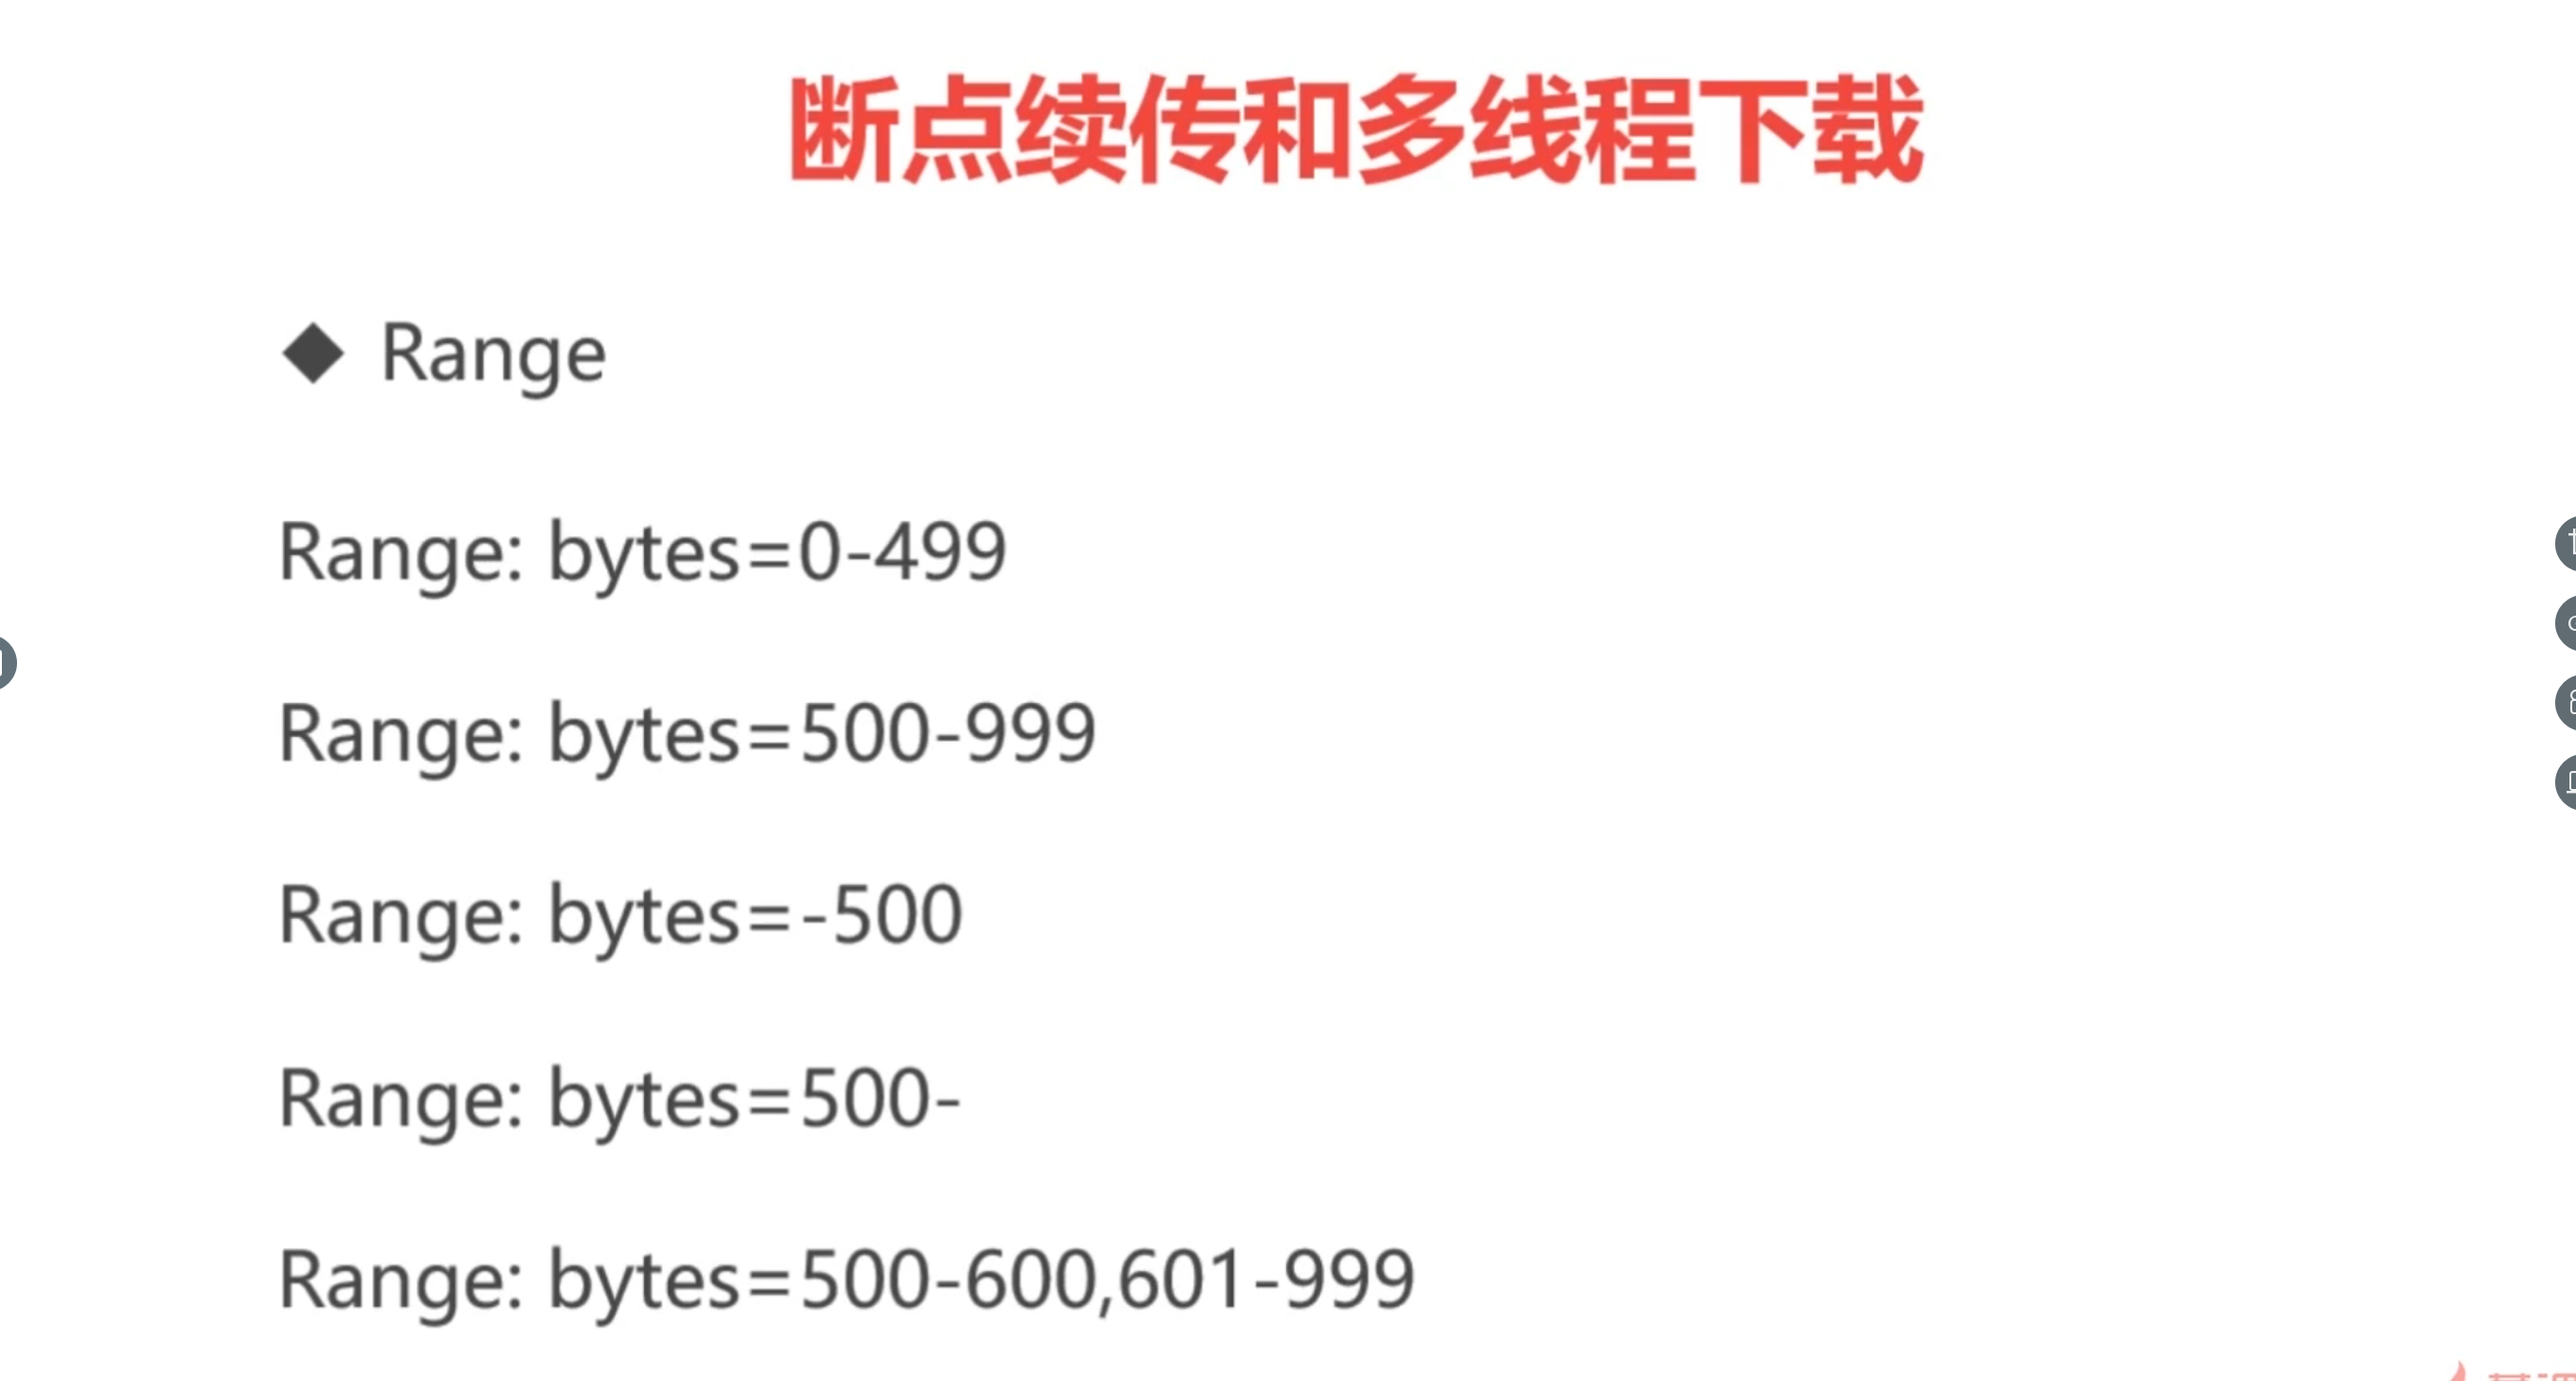 断点续传和多线程下载
◆ Range
Range: bytes=0-499
Range: bytes=500-999
Range: bytes=-500
Range: bytes=500-
Range: bytes=500-600,601-999